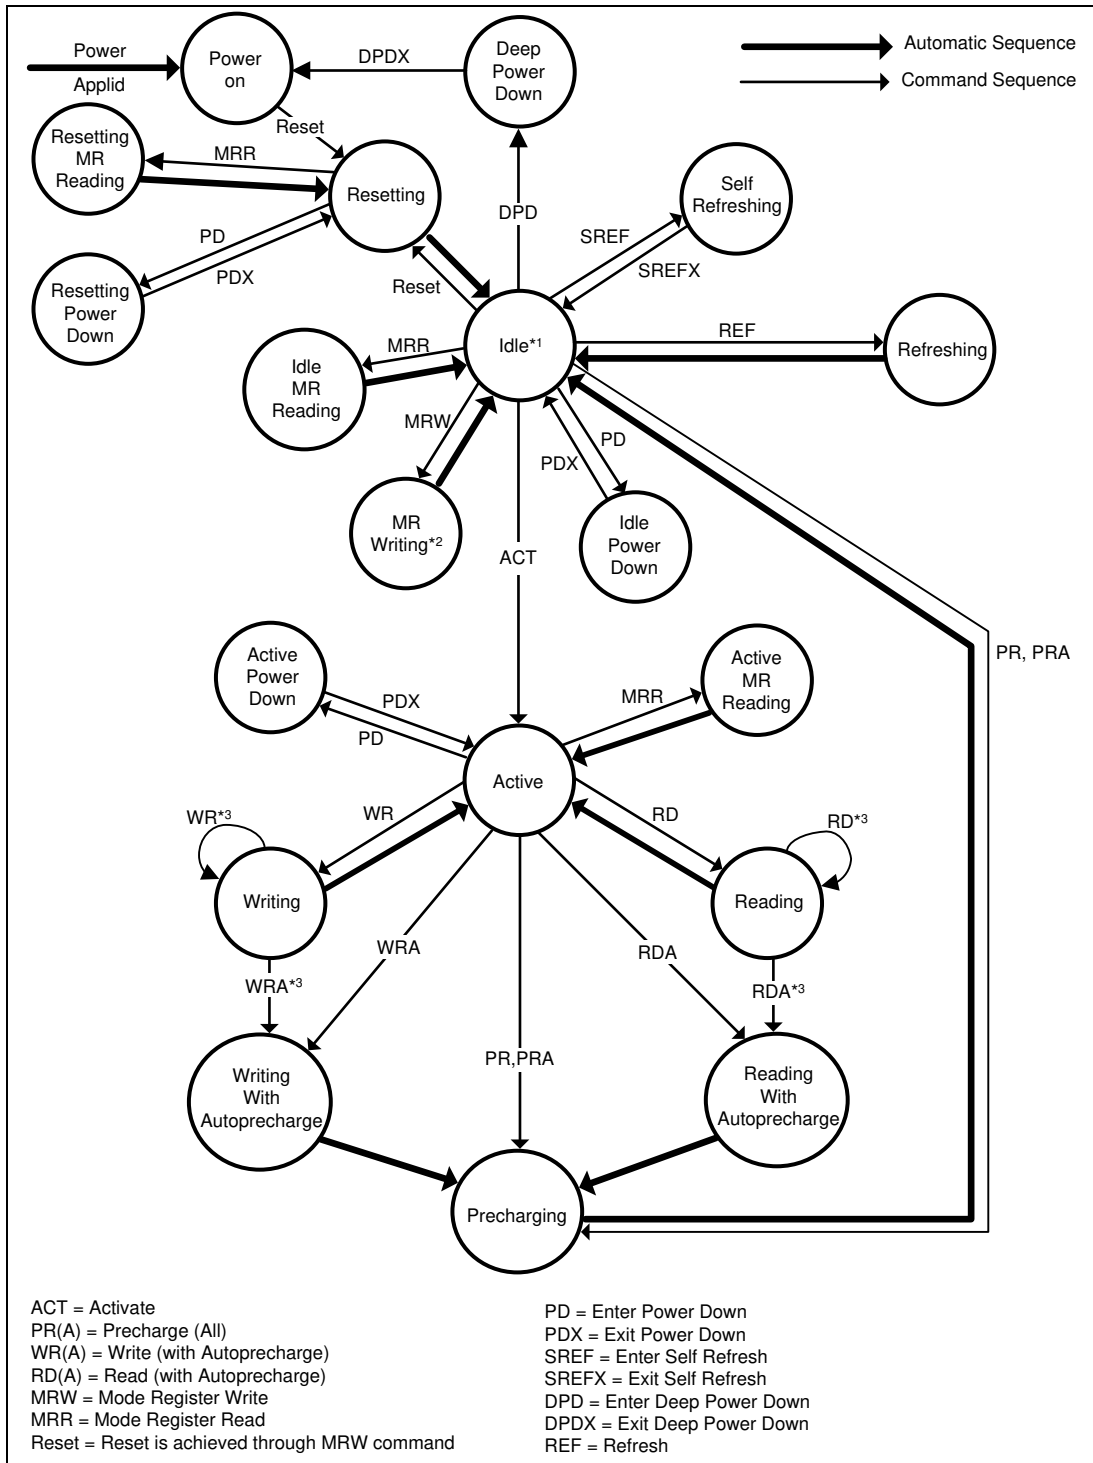 Power
Applid
Power
on
DPDX
Deep
Power
Down
Automatic Sequence
Command Sequence
Reset
Resetting
MR
Reading
MRR
Resetting
Self
Refreshing
DPD
SREF
SREFX
PD
PDX
Reset
Resetting
Power
Down
Idle*1
REF
Refreshing
MRR
Idle
MR
Reading
MRW
PD
PDX
MR
Writing*2
Idle
Power
Down
ACT
PR, PRA
Active
Power
Down
PDX
PD
MRR
Active
MR
Reading
Active
WR*3
WR
RD
RD*3
Writing
Reading
WRA
RDA
WRA*3
RDA*3
PR,PRA
Writing
With
Autoprecharge
Reading
With
Autoprecharge
Precharging
ACT = Activate
PR(A) = Precharge (All)
WR(A) = Write (with Autoprecharge)
RD(A) = Read (with Autoprecharge)
MRW = Mode Register Write
MRR = Mode Register Read
Reset = Reset is achieved through MRW command
PD = Enter Power Down
PDX = Exit Power Down
SREF = Enter Self Refresh
SREFX = Exit Self Refresh
DPD = Enter Deep Power Down
DPDX = Exit Deep Power Down
REF = Refresh